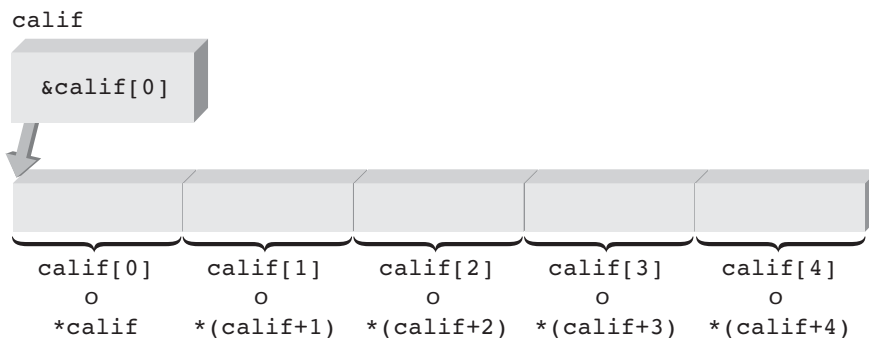 calif
&calif[0]
calif[0] calif[1] calif[2] calif[3] calif[4]
o o o o o
*calif *(calif+1) *(calif+2) *(calif+3) *(calif+4)